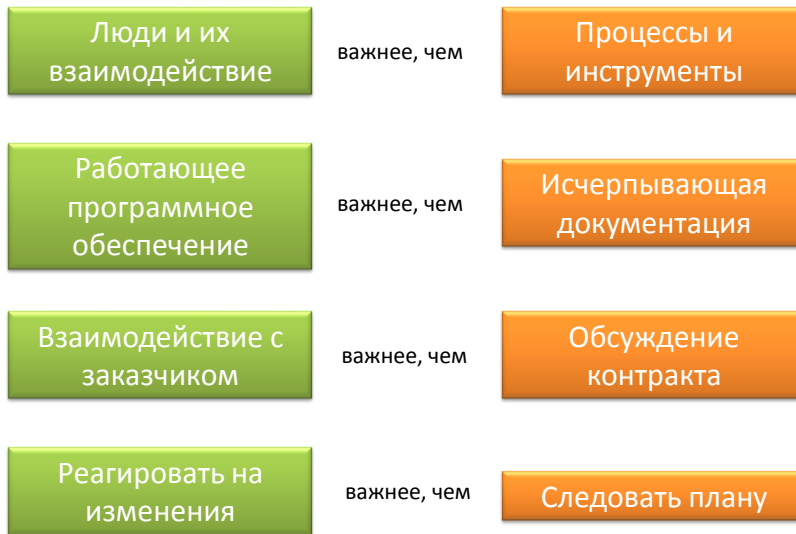 Люди и их
взаимодействие
важнее, чем
Процессы и
инструменты
Работающее
программное
обеспечение
важнее, чем
Исчерпывающая
документация
Взаимодействие с
заказчиком
важнее, чем
Обсуждение
контракта
Реагировать на
изменения
важнее, чем
Следовать плану